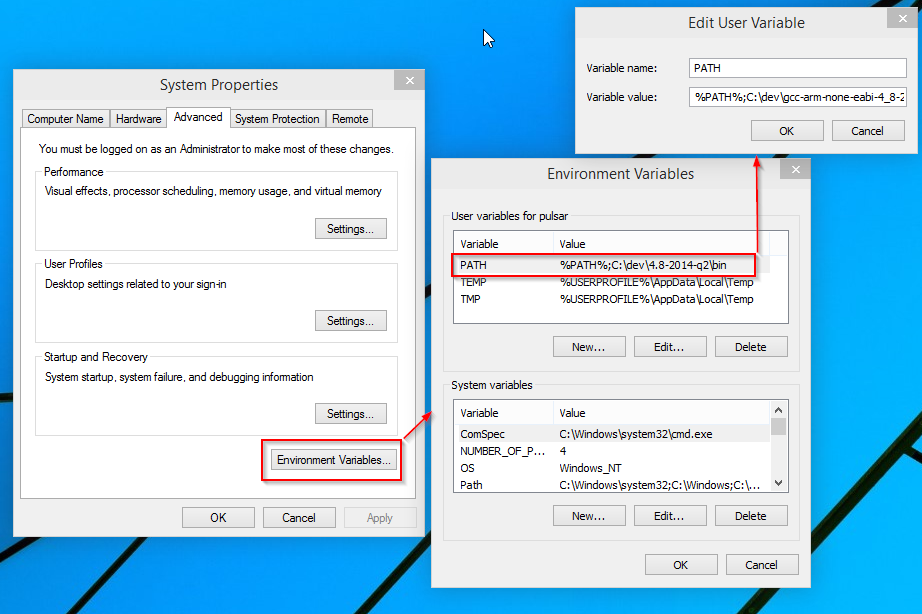 System Properties
Computer Name Hardware Advanced System Protection Remote
You must be logged on as an Administrator to make most of these changes.
Performance
Visual effects, processor scheduling, memory usage, and virtual memory
Settings...
User Profiles
Desktop settings related to your sign-in
Settings...
Startup and Recovery
System startup, system failure, and debugging information
Settings...
Environment Variables...
OK Cancel Apply
Environment Variables
User variables for pulsar
Variable Value
PATH %PATH%;C:\dev\4.8-2014-q2\bin
TEMP %USERPROFILE%\AppData\Local\Temp
TMP %USERPROFILE%\AppData\Local\Temp
New... Edit... Delete
System variables
Variable Value
ComSpec C:\Windows\system32\cmd.exe
NUMBER_OF_P... 4
OS Windows_NT
Path C:\Windows\system32;C:\Windows;C:\...
New... Edit... Delete
OK Cancel
Edit User Variable
Variable name: PATH
Variable value: %PATH%;C:\dev\gcc-arm-none-eabi-4_8-2
OK Cancel